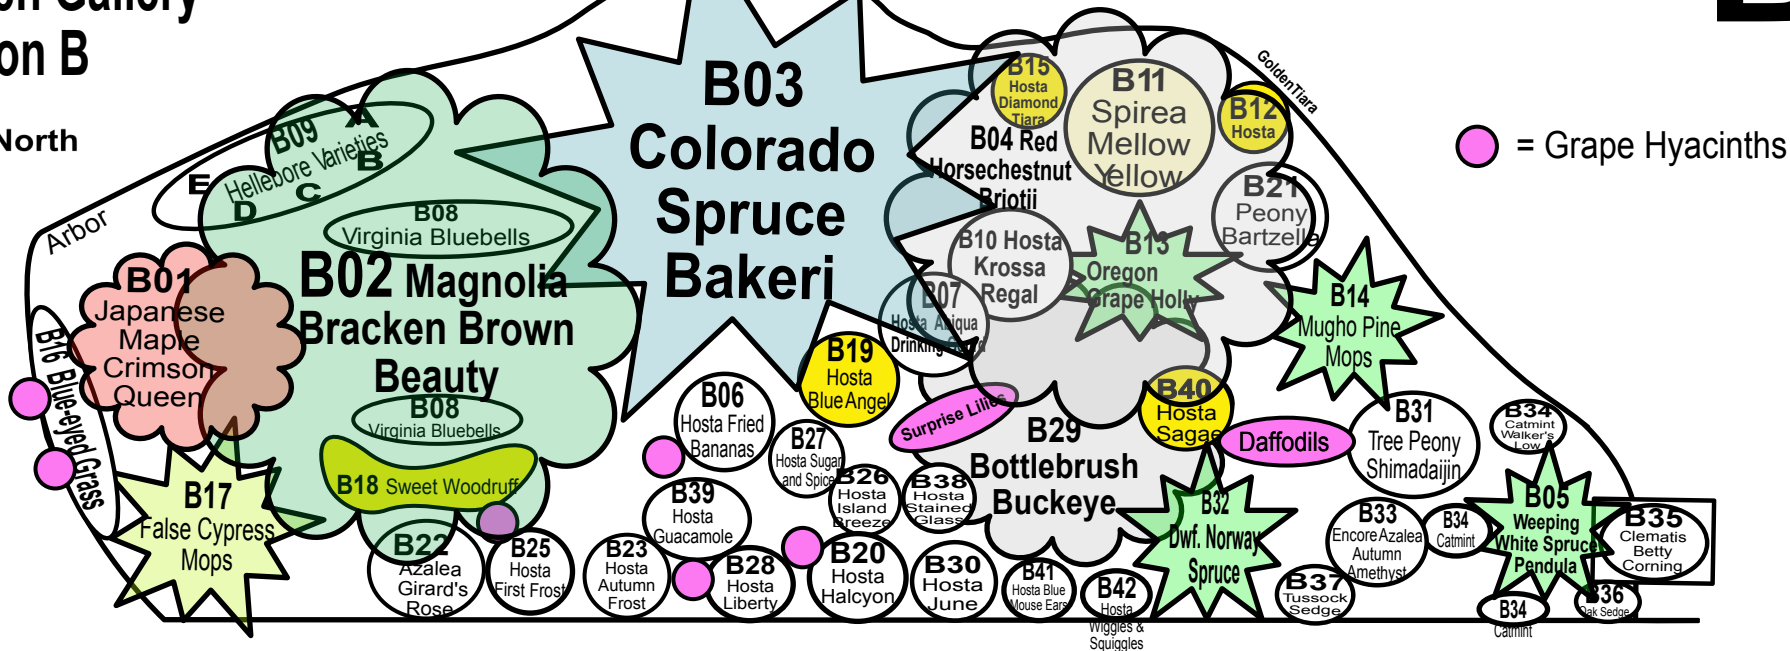 on Gallery
on B
North
= Grape Hyacinths
Arbor
B01
Japanese
Maple
Crimson
Queen
B16 Blue-eyed Grass
B17
False Cypress
Mops
B09
Hellebore Varieties
A
B
C
D
E
B08
Virginia Bluebells
B02 Magnolia
Bracken Brown
Beauty
B08
Virginia Bluebells
B18 Sweet Woodruff
B22
Azalea
Girard's
Rose
B25
Hosta
First Frost
B03
Colorado
Spruce
Bakeri
B06
Hosta Fried
Bananas
B19
Hosta
Blue Angel
B27
Hosta Sugar
and Spice
B39
Hosta
Guacamole
B23
Hosta
Autumn
Frost
B28
Hosta
Liberty
B26
Hosta
Island
Breeze
B20
Hosta
Halcyon
B38
Hosta
Stained
Glass
B30
Hosta
June
B15
Hosta
Diamond
Tiara
B04 Red
Horsechestnut
Briotii
B11
Spirea
Mellow
Yellow
B12
Hosta
GoldenTiara
B21
Peony
Bartzella
B10 Hosta
Krossa
Regal
B13
Oregon
Grape Holly
B07
Hosta Abiqua
Drinking Gourd
B14
Mugho Pine
Mops
Surprise Lilies
B29
Bottlebrush
Buckeye
B40
Hosta
Sagae
Daffodils
B31
Tree Peony
Shimadaijin
B34
Catmint
Walker's
Low
B41
Hosta Blue
Mouse Ears
B42
Hosta
Wiggles &
Squiggles
B32
Dwf. Norway
Spruce
B37
Tussock
Sedge
B33
Encore Azalea
Autumn
Amethyst
B34
Catmint
B05
Weeping
White Spruce
Pendula
B35
Clematis
Betty
Corning
B34
Catmint
B36
Oak Sedge